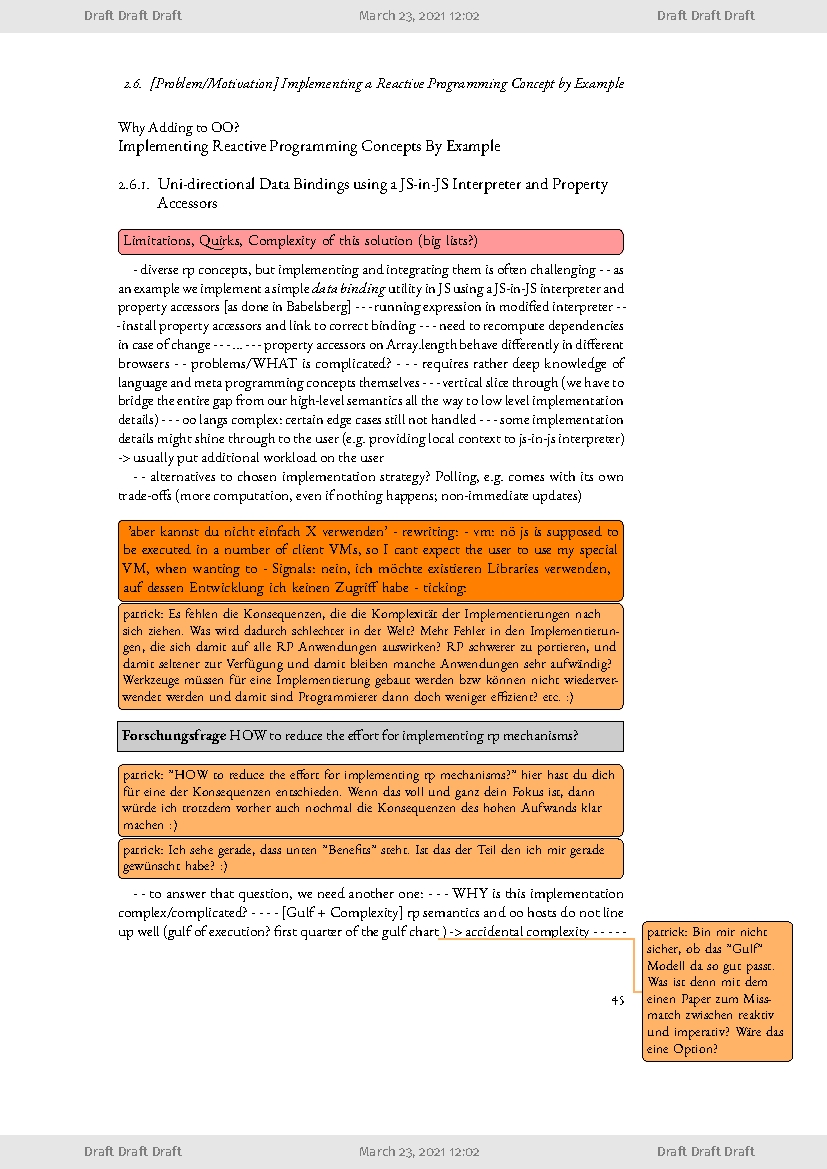 Draft Draft Draft March 23, 2021 12:02 Draft Draft Draft
2.6. [Problem/Motivation] Implementing a Reactive Programming Concept by Example
Why Adding to OO?
Implementing Reactive Programming Concepts By Example
2.6.1. Uni-directional Data Bindings using a JS-in-JS Interpreter and Property
Accessors
Limitations, Quirks, Complexity of this solution (big lists?)
- diverse rp concepts, but implementing and integrating them is often challenging - - as
an example we implement a simple data binding utility in JS using a JS-in-JS interpreter and
property accessors [as done in Babelsberg] - - - running expression in modified interpreter - -
- install property accessors and link to correct binding - - - need to recompute dependencies
in case of change - - - ... - - - property accessors on Array.length behave differently in different
browsers - - problems/WHAT is complicated? - - - requires rather deep knowledge of
language and meta programming concepts themselves - - - vertical slice through (we have to
bridge the entire gap from our high-level semantics all the way to low level implementation
details) - - - oo langs complex: certain edge cases still not handled - - - some implementation
details might shine through to the user (e.g. providing local context to js-in-js interpreter)
-> usually put additional workload on the user
- - alternatives to chosen implementation strategy? Polling, e.g. comes with its own
trade-offs (more computation, even if nothing happens; non-immediate updates)
'aber kannst du nicht einfach X verwenden' - rewriting: - vm: nö js is supposed to
be executed in a number of client VMs, so I cant expect the user to use my special
VM, when wanting to - Signals: nein, ich möchte existieren Libraries verwenden,
auf dessen Entwicklung ich keinen Zugriff habe - ticking:
patrick: Es fehlen die Konsequenzen, die die Komplexität der Implementierungen nach
sich ziehen. Was wird dadurch schlechter in der Welt? Mehr Fehler in den Implementierun-
gen, die sich damit auf alle RP Anwendungen auswirken? RP schwerer zu portieren, und
damit seltener zur Verfügung und damit bleiben manche Anwendungen sehr aufwändig?
Werkzeuge müssen für eine Implementierung gebaut werden bzw können nicht wiederver-
wendet werden und damit sind Programmierer dann doch weniger effizient? etc. :)
Forschungsfrage HOW to reduce the effort for implementing rp mechanisms?
patrick: "HOW to reduce the effort for implementing rp mechanisms?" hier hast du dich
für eine der Konsequenzen entschieden. Wenn das voll und ganz dein Fokus ist, dann
würde ich trotzdem vorher auch nochmal die Konsequenzen des hohen Aufwands klar
machen :)
patrick: Ich sehe gerade, dass unten "Benefits" steht. Ist das der Teil den ich mir gerade
gewünscht habe? :)
- - to answer that question, we need another one: - - - WHY is this implementation
complex/complicated? - - - - [Gulf + Complexity] rp semantics and oo hosts do not line
up well (gulf of execution? first quarter of the gulf chart ) -> accidental complexity - - - - -
patrick: Bin mir nicht
sicher, ob das "Gulf"
Modell da so gut passt.
Was ist denn mit dem
einen Paper zum Miss-
match zwischen reaktiv
und imperativ? Wäre das
eine Option?
45
Draft Draft Draft March 23, 2021 12:02 Draft Draft Draft